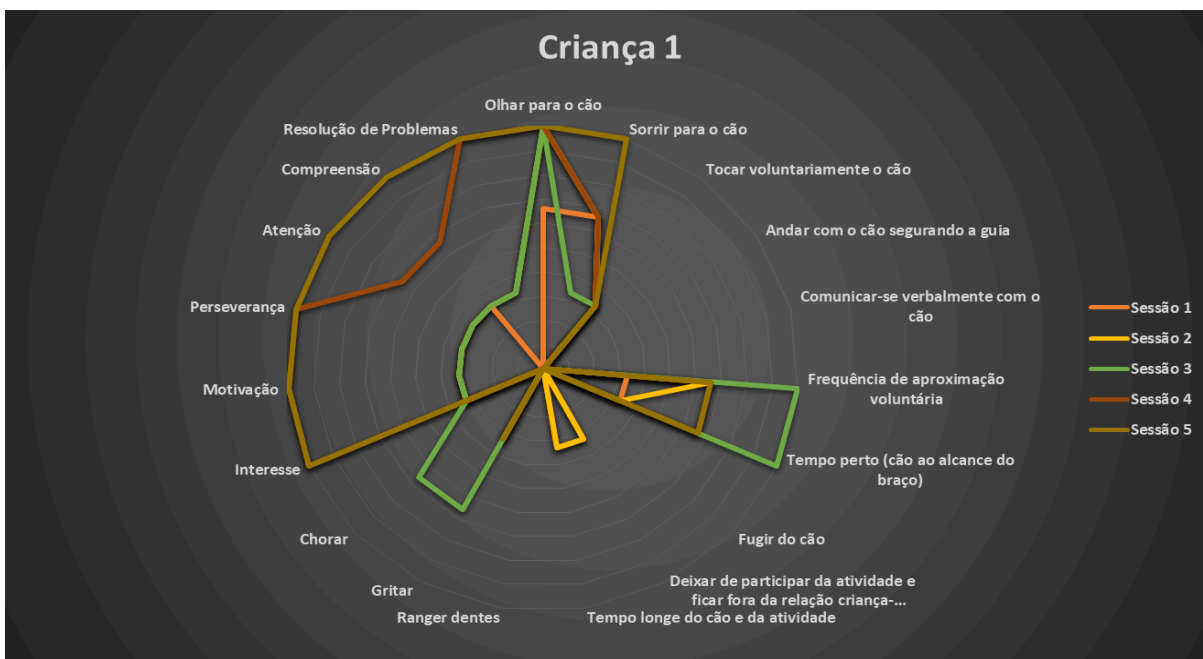 Criança 1
Olhar para o cão
Sorrir para o cão
Tocar voluntariamente o cão
Andar com o cão segurando a guia
Comunicar-se verbalmente com o
cão
Frequência de aproximação
voluntária
Tempo perto (cão ao alcance do
braço)
Fugir do cão
Deixar de participar da atividade e
ficar fora da relação criança-...
Tempo longe do cão e da atividade
Ranger dentes
Gritar
Chorar
Interesse
Motivação
Perseverança
Atenção
Compreensão
Resolução de Problemas
Sessão 1
Sessão 2
Sessão 3
Sessão 4
Sessão 5